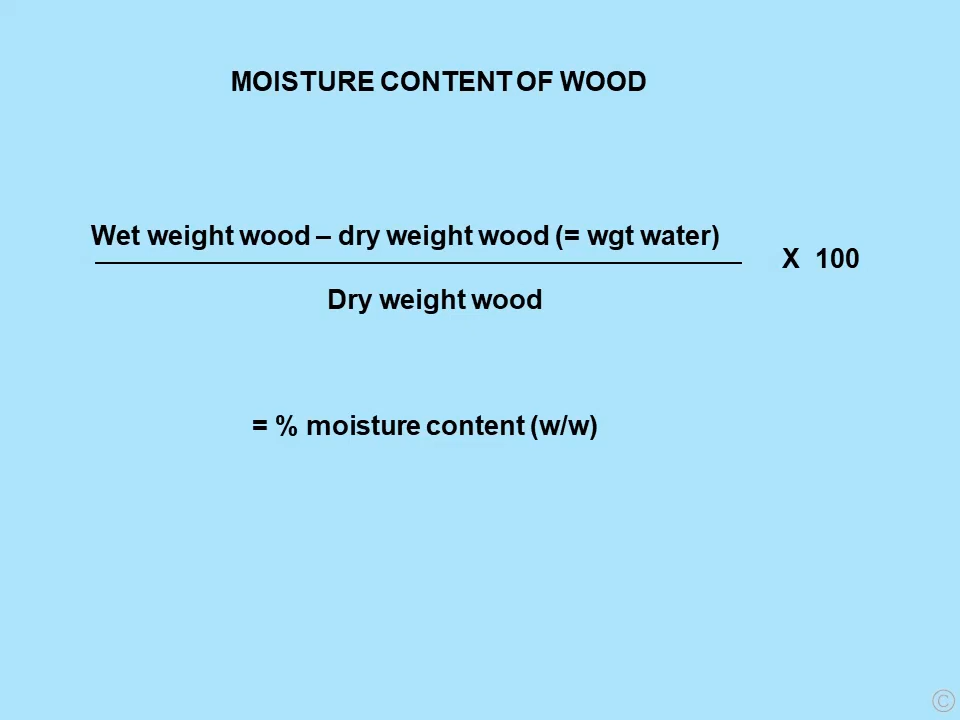 MOISTURE CONTENT OF WOOD
Wet weight wood – dry weight wood (= wgt water)
X 100
Dry weight wood
= % moisture content (w/w)
©